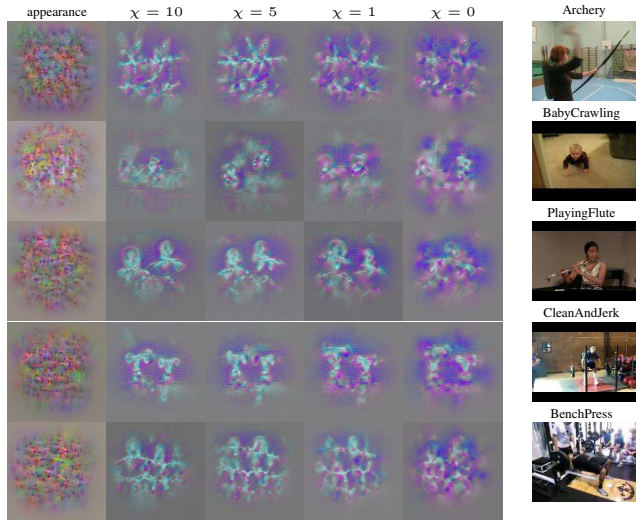 appearance χ = 10 χ = 5 χ = 1 χ = 0 Archery
BabyCrawling
PlayingFlute
CleanAndJerk
BenchPress